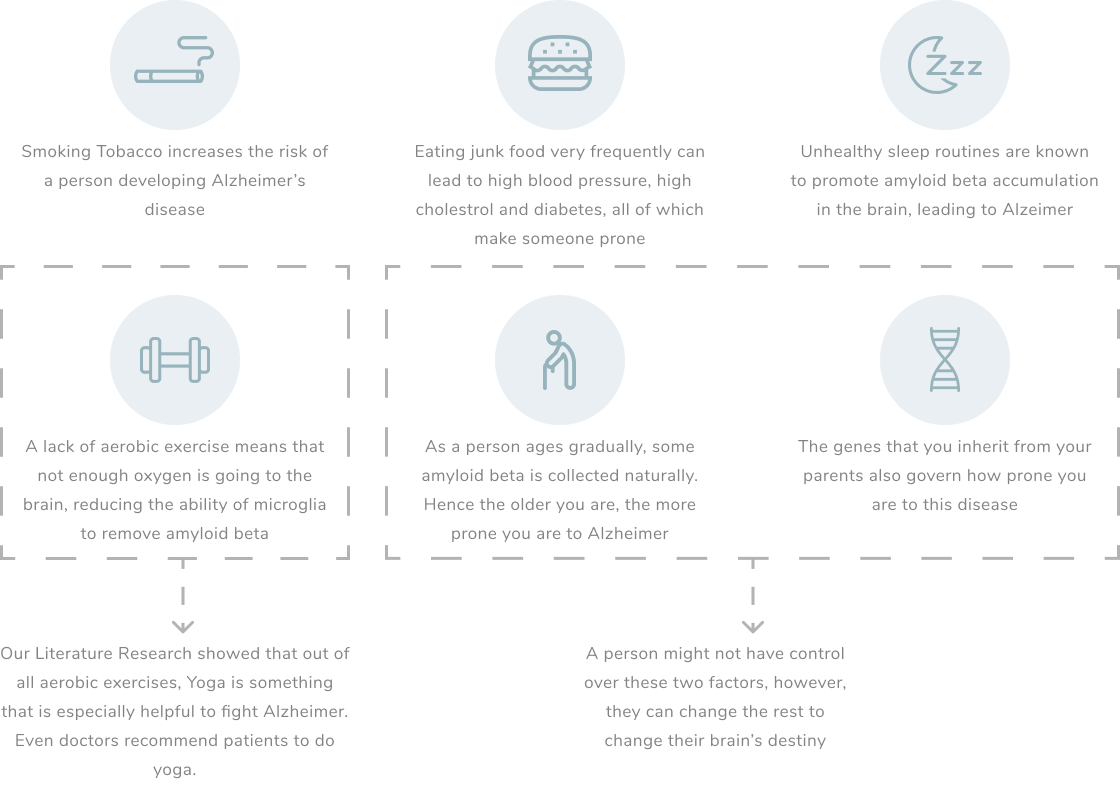 Zzz
Smoking Tobacco increases the risk of
a person developing Alzheimer’s
disease
Eating junk food very frequently can
lead to high blood pressure, high
cholestrol and diabetes, all of which
make someone prone
Unhealthy sleep routines are known
to promote amyloid beta accumulation
in the brain, leading to Alzeimer
A lack of aerobic exercise means that
not enough oxygen is going to the
brain, reducing the ability of microglia
to remove amyloid beta
As a person ages gradually, some
amyloid beta is collected naturally.
Hence the older you are, the more
prone you are to Alzheimer
The genes that you inherit from your
parents also govern how prone you
are to this disease
Our Literature Research showed that out of
all aerobic exercises, Yoga is something
that is especially helpful to fight Alzheimer.
Even doctors recommend patients to do
yoga.
A person might not have control
over these two factors, however,
they can change the rest to
change their brain’s destiny